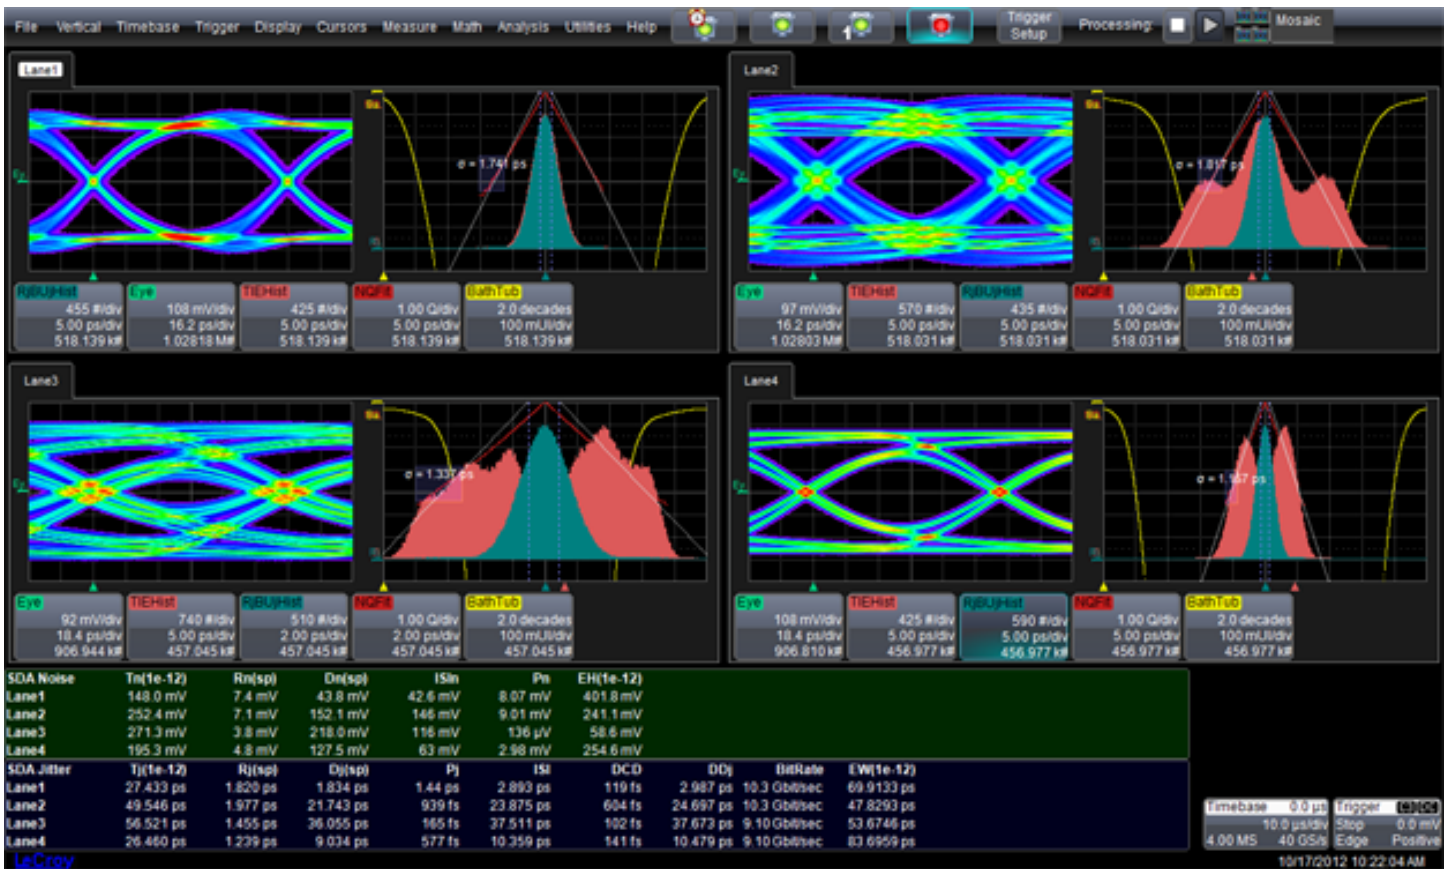 File Vertical Timebase Trigger Display Cursors Measure Math Analysis Utilities Help 1 Trigger Setup Processing: Mosaic
Lane1
σ = 1.741 ps
RjBUjHist Eye TIEHist NQFit BathTub
455 #/div 108 mV/div 425 #/div 1.00 Q/div 2.0 decades
5.00 ps/div 16.2 ps/div 5.00 ps/div 5.00 ps/div 100 mUI/div
518.139 k# 1.02818 M# 518.139 k# 518.139 k# 518.139 k#
Lane2
σ = 1.817 ps
Eye TIEHist RjBUjHist NQFit BathTub
97 mV/div 570 #/div 435 #/div 1.00 Q/div 2.0 decades
16.2 ps/div 5.00 ps/div 5.00 ps/div 5.00 ps/div 100 mUI/div
1.02803 M# 518.031 k# 518.031 k# 518.031 k# 518.031 k#
Lane3
σ = 1.337 ps
Eye TIEHist RjBUjHist NQFit BathTub
92 mV/div 740 #/div 510 #/div 1.00 Q/div 2.0 decades
18.4 ps/div 5.00 ps/div 2.00 ps/div 2.00 ps/div 100 mUI/div
906.944 k# 457.045 k# 457.045 k# 457.045 k# 457.045 k#
Lane4
Eye TIEHist RjBUjHist NQFit BathTub
108 mV/div 425 #/div 590 #/div 1.00 Q/div 2.0 decades
18.4 ps/div 5.00 ps/div 5.00 ps/div 5.00 ps/div 100 mUI/div
906.810 k# 456.977 k# 456.977 k# 456.977 k# 456.977 k#
SDA Noise Tn(1e-12) Rn(sp) Dn(sp) ISIn Pn EH(1e-12)
Lane1 148.0 mV 7.4 mV 43.8 mV 42.6 mV 8.07 mV 401.8 mV
Lane2 252.4 mV 7.1 mV 152.1 mV 146 mV 9.01 mV 241.1 mV
Lane3 271.3 mV 3.8 mV 218.0 mV 116 mV 136 µV 58.6 mV
Lane4 195.3 mV 4.8 mV 127.5 mV 63 mV 2.98 mV 254.6 mV
SDA Jitter Tj(1e-12) Rj(sp) Dj(sp) Pj ISI DCD DDj BitRate EW(1e-12)
Lane1 27.433 ps 1.820 ps 1.834 ps 1.44 ps 2.893 ps 119 fs 2.987 ps 10.3 Gbit/sec 69.9133 ps
Lane2 49.546 ps 1.977 ps 21.743 ps 939 fs 23.875 ps 604 fs 24.697 ps 10.3 Gbit/sec 47.8293 ps
Lane3 56.521 ps 1.455 ps 36.055 ps 165 fs 37.511 ps 102 fs 37.673 ps 9.10 Gbit/sec 53.6746 ps
Lane4 26.460 ps 1.239 ps 9.034 ps 577 fs 10.359 ps 141 fs 10.479 ps 9.10 Gbit/sec 83.6959 ps
Timebase 0.0 µs Trigger C3 DC
10.0 µs/div Stop 0.0 mV
4.00 MS 40 GS/s Edge Positive
LeCroy 10/17/2012 10:22:04 AM